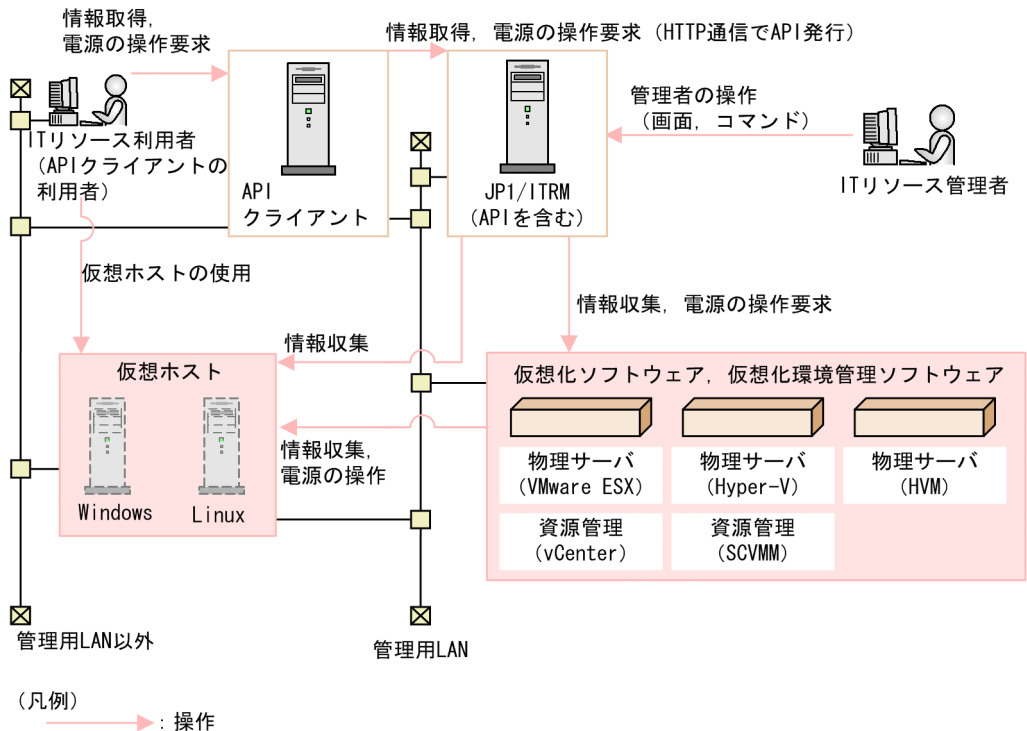 情報取得，
電源の操作要求
情報取得，電源の操作要求（HTTP通信でAPI発行）
管理者の操作
（画面，コマンド）
ITリソース利用者
（APIクライアントの
利用者）
API
クライアント
JP1/ITRM
（APIを含む）
ITリソース管理者
仮想ホストの使用
情報収集，電源の操作要求
情報収集
仮想ホスト
仮想化ソフトウェア，仮想化環境管理ソフトウェア
情報収集，
電源の操作
Windows
Linux
物理サーバ
（VMware ESX）
物理サーバ
（Hyper-V）
物理サーバ
（HVM）
資源管理
（vCenter）
資源管理
（SCVMM）
管理用LAN以外
管理用LAN
（凡例）
：操作